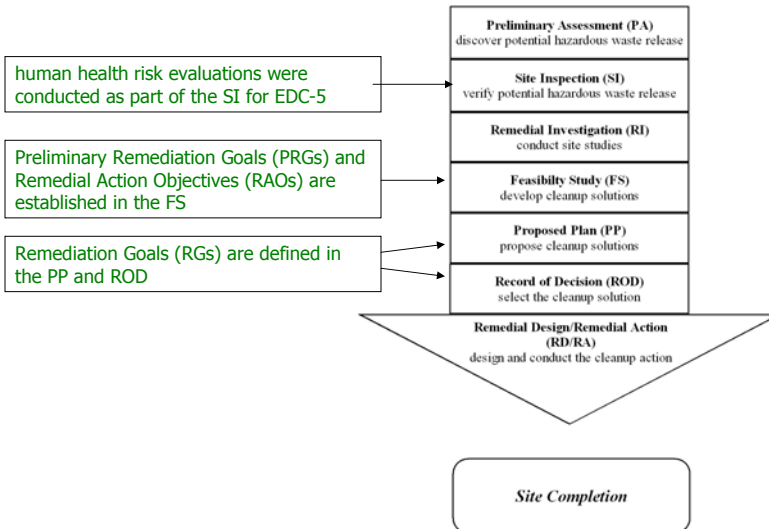 Preliminary Assessment (PA)
discover potential hazardous waste release
human health risk evaluations were
conducted as part of the SI for EDC-5
Site Inspection (SI)
verify potential hazardous waste release
Remedial Investigation (RI)
conduct site studies
Preliminary Remediation Goals (PRGs) and
Remedial Action Objectives (RAOs) are
established in the FS
Feasibilty Study (FS)
develop cleanup solutions
Proposed Plan (PP)
propose cleanup solutions
Remediation Goals (RGs) are defined in
the PP and ROD
Record of Decision (ROD)
select the cleanup solution
Remedial Design/Remedial Action
(RD/RA)
design and conduct the cleanup action
Site Completion